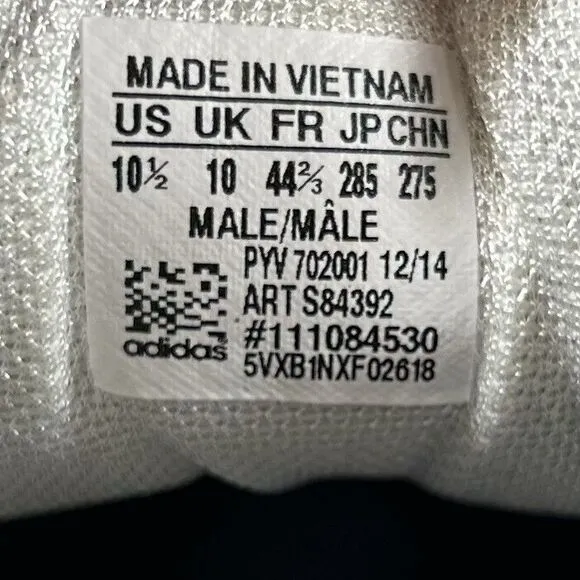 MADE IN VIETNAM
US UK FR JP CHN
10½ 10 44⅔ 285 275
MALE/MÂLE
PYV 702001 12/14
ART S84392
#111084530
adidas
5VXB1NXF02618